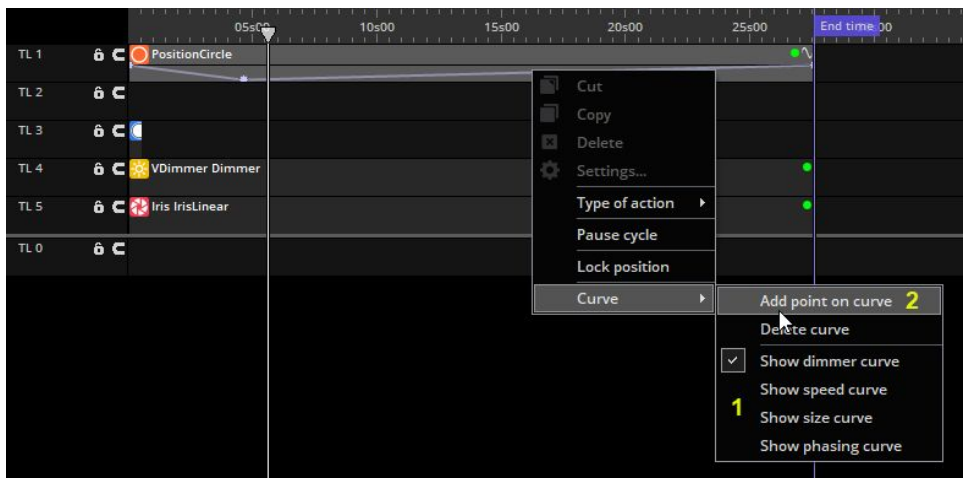 05s00
10s00
15s00
20s00
25s00
End time
00
TL 1
PositionCircle
TL 2
TL 3
TL 4
VDimmer Dimmer
TL 5
Iris IrisLinear
TL 0
Cut
Copy
Delete
Settings...
Type of action
Pause cycle
Lock position
Curve
Add point on curve 2
Delete curve
Show dimmer curve
Show speed curve
1
Show size curve
Show phasing curve